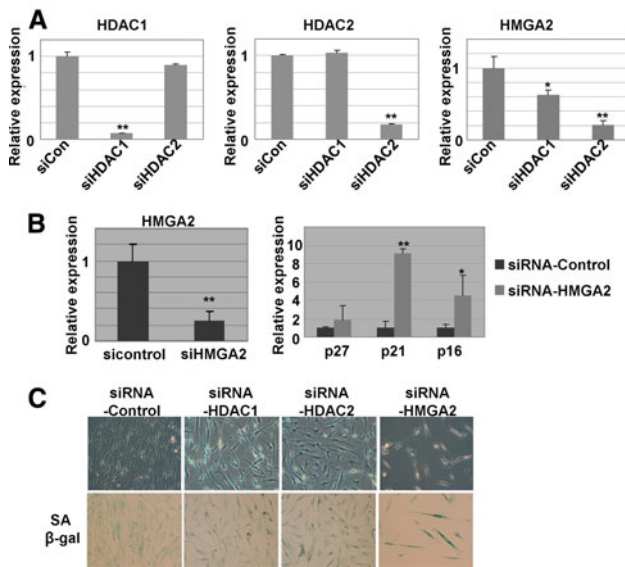 A
HDAC1
HDAC2
HMGA2
Relative expression
1
0
siCon
siHDAC1
siHDAC2
**
Relative expression
1
0
siCon
siHDAC1
siHDAC2
**
Relative expression
1
0
siCon
siHDAC1
siHDAC2
*
**
B
HMGA2
Relative expression
1
0
**
sicontrol siHMGA2
Relative expression
10
8
6
4
2
0
**
*
p27 p21 p16
siRNA-Control
siRNA-HMGA2
C
siRNA siRNA siRNA siRNA
-Control -HDAC1 -HDAC2 -HMGA2
SA
β-gal